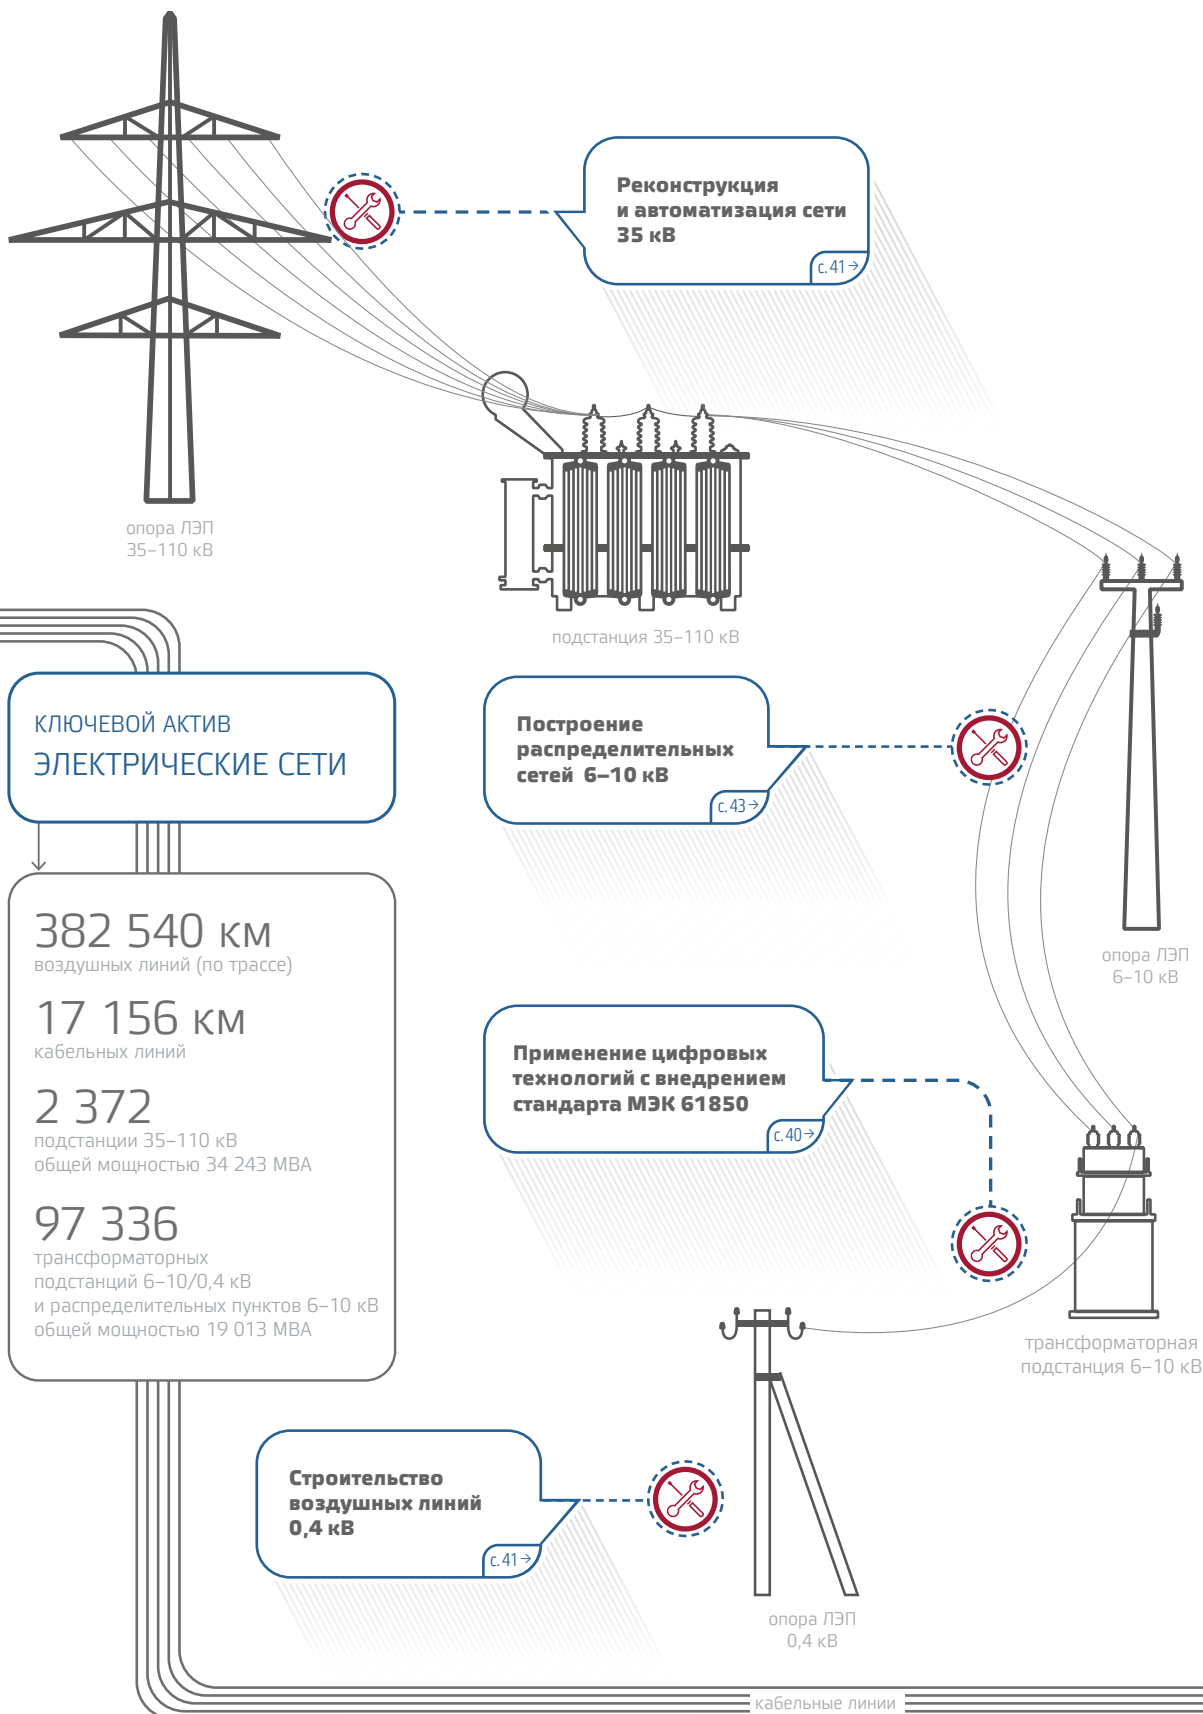 Реконструкция
и автоматизация сети
35 кВ
с. 41→
опора ЛЭП
35–110 кВ
подстанция 35–110 кВ
КЛЮЧЕВОЙ АКТИВ
ЭЛЕКТРИЧЕСКИЕ СЕТИ
Построение
распределительных
сетей 6–10 кВ
с. 43→
382 540 км
воздушных линий (по трассе)
17 156 км
кабельных линий
2 372
подстанции 35–110 кВ
общей мощностью 34 243 МВА
97 336
трансформаторных
подстанций 6–10/0,4 кВ
и распределительных пунктов 6–10 кВ
общей мощностью 19 013 МВА
опора ЛЭП
6–10 кВ
Применение цифровых
технологий с внедрением
стандарта МЭК 61850
с. 40→
трансформаторная
подстанция 6–10 кВ
Строительство
воздушных линий
0,4 кВ
с. 41→
опора ЛЭП
0,4 кВ
кабельные линии